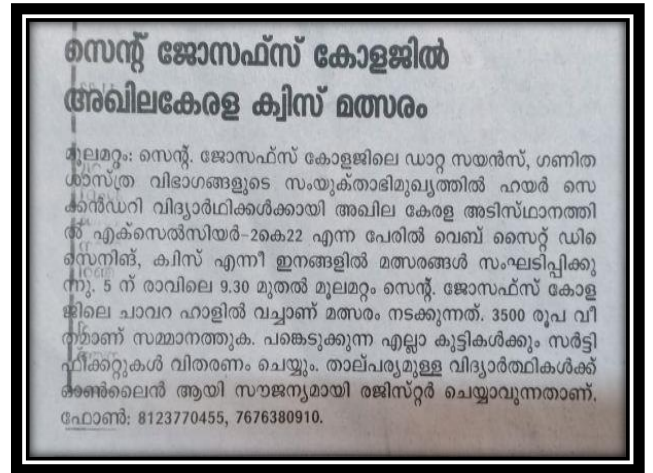 സെന്റ് ജോസഫ്സ് കോളജിൽ
അഖിലകേരള ക്വിസ് മത്സരം
മൂലമറ്റം: സെന്റ്. ജോസഫ്സ് കോളജിലെ ഡാറ്റ സയൻസ്, ഗണിത
ശാസ്ത്ര വിഭാഗങ്ങളുടെ സംയുക്താഭിമുഖ്യത്തിൽ ഹയർ സെ
ക്കൻഡറി വിദ്യാർഥിക്കൾക്കായി അഖില കേരള അടിസ്ഥാനത്തി
ൽ എക്സെൽസിയർ-2കെ22 എന്ന പേരിൽ വെബ് സൈറ്റ് ഡിഐ
സൈനിങ്, ക്വിസ് എന്നീ ഇനങ്ങളിൽ മത്സരങ്ങൾ സംഘടിപ്പിക്കു
ന്നു. 5 ന് രാവിലെ 9.30 മുതൽ മൂലമറ്റം സെന്റ്. ജോസഫ്സ് കോള
ജിലെ ചാവറ ഹാളിൽ വച്ചാണ് മത്സരം നടക്കുന്നത്. 3500 രൂപ വീ
തമാണ് സമ്മാനത്തുക. പങ്കെടുക്കുന്ന എല്ലാ കുട്ടികൾക്കും സർട്ടി
ഫിക്കറ്റുകൾ വിതരണം ചെയ്യും. താല്പര്യമുള്ള വിദ്യാർത്ഥികൾക്ക്
ഓൺലൈൻ ആയി സൗജന്യമായി രജിസ്റ്റർ ചെയ്യാവുന്നതാണ്.
ഫോൺ: 8123770455, 7676380910.